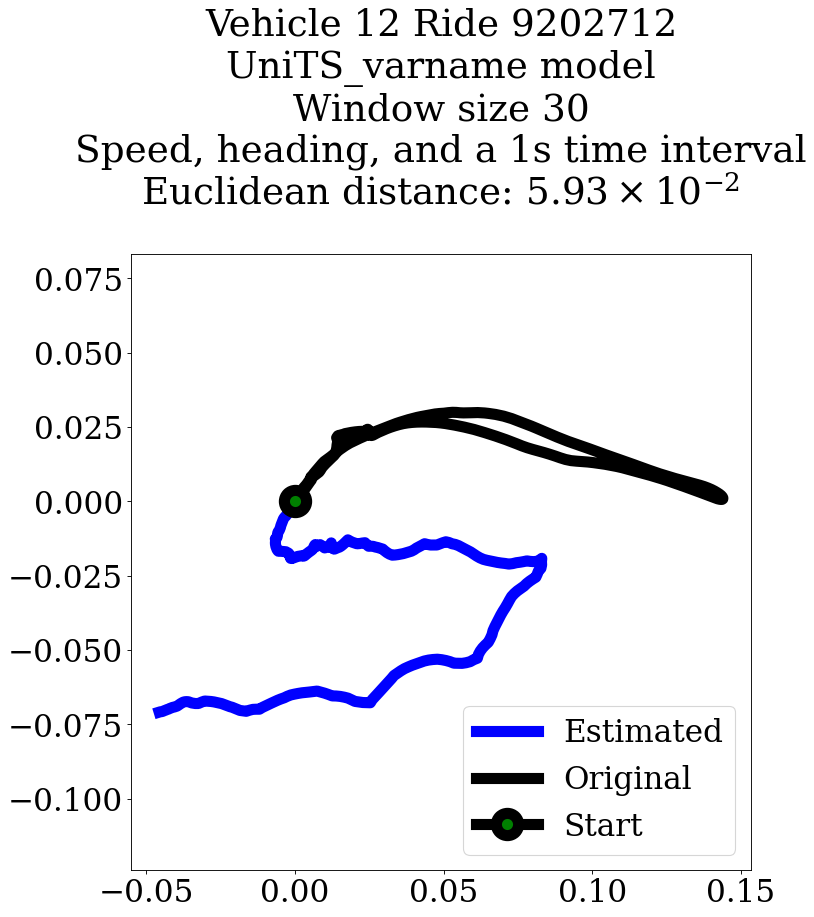 Vehicle 12 Ride 9202712
UniTS_varname model
Window size 30
Speed, heading, and a 1s time interval
Euclidean distance: 5.93 × 10⁻²
0.075
0.050
0.025
0.000
−0.025
−0.050
−0.075
−0.100
Estimated
Original
Start
−0.05
0.00
0.05
0.10
0.15